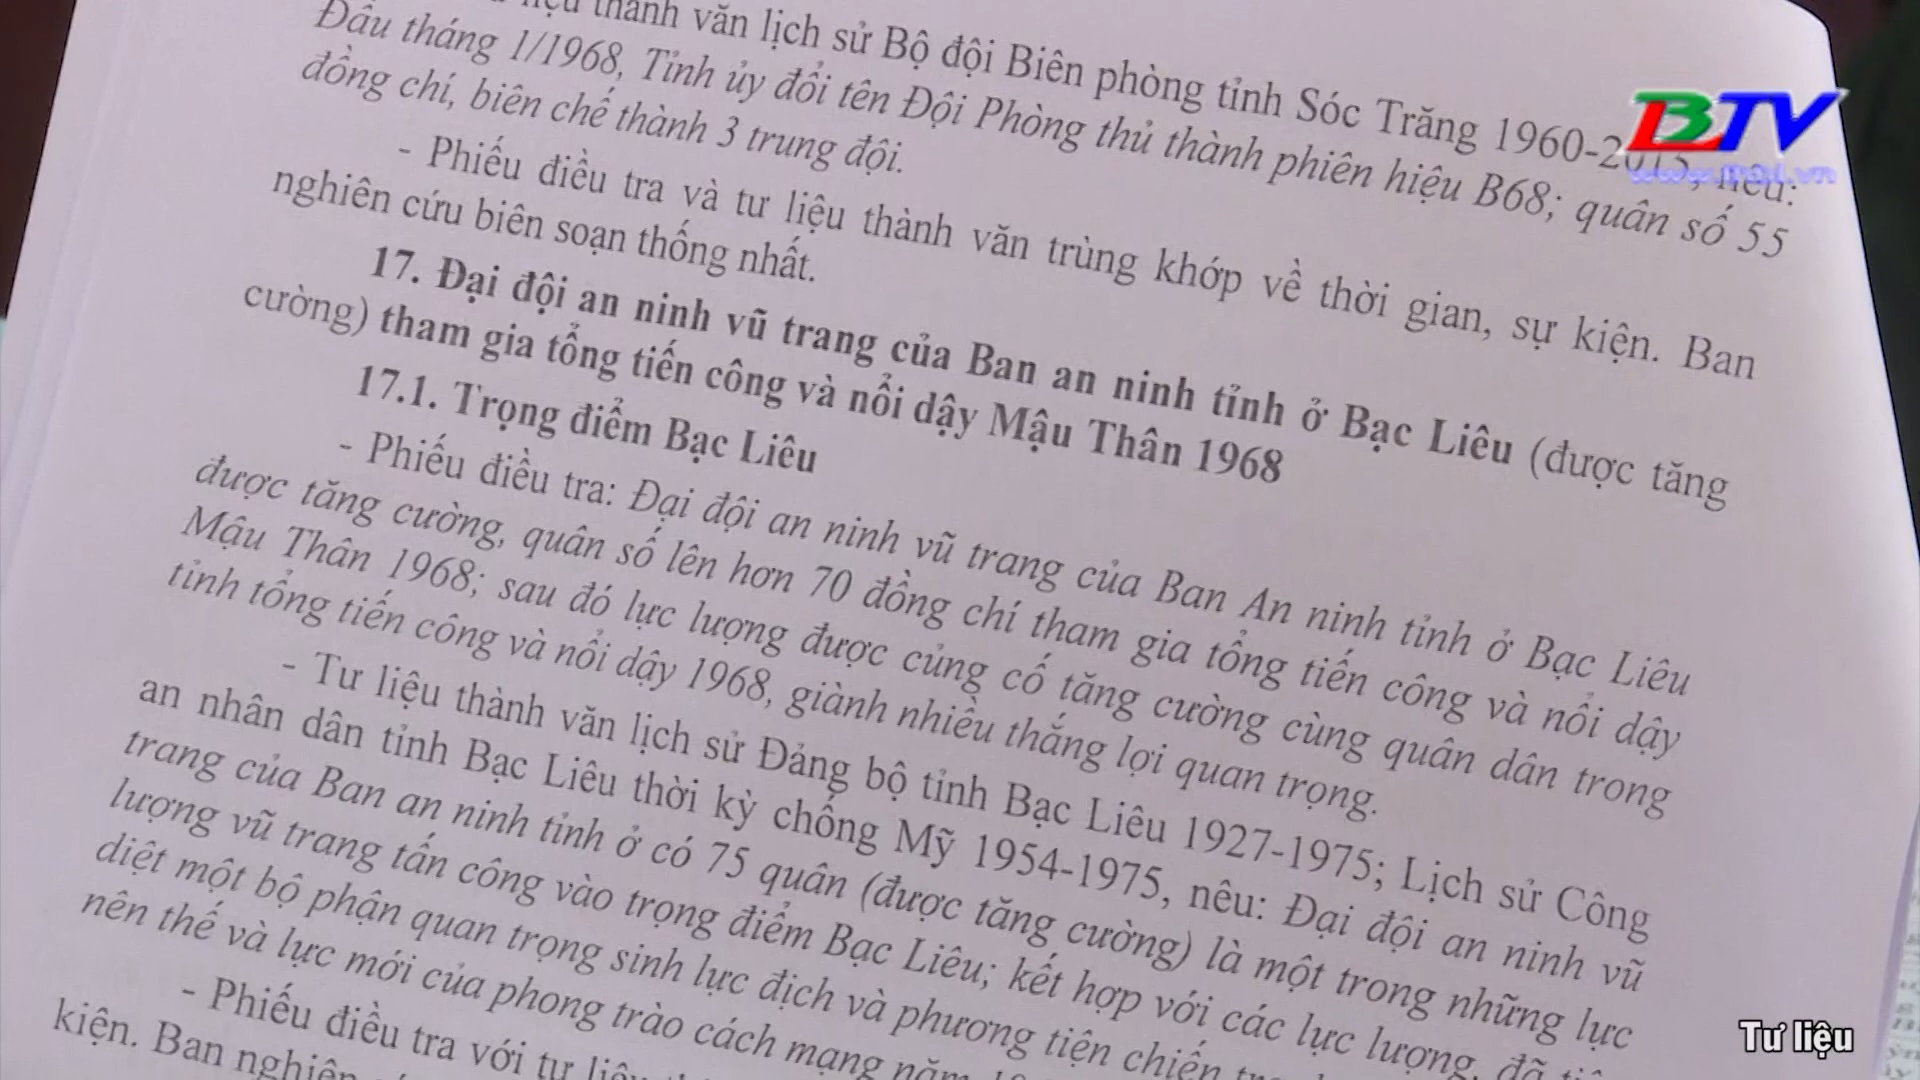 thành văn lịch sử Bộ đội Biên phòng tỉnh Sóc Trăng 1960-2015, nêu:
Đầu tháng 1/1968, Tỉnh ủy đổi tên Đội Phòng thủ thành phiên hiệu B68; quân số 55
đồng chí, biên chế thành 3 trung đội.
- Phiếu điều tra và tư liệu thành văn trùng khớp về thời gian, sự kiện. Ban
nghiên cứu biên soạn thống nhất.
17. Đại đội an ninh vũ trang của Ban an ninh tỉnh ở Bạc Liêu (được tăng
cường) tham gia tổng tiến công và nổi dậy Mậu Thân 1968
17.1. Trọng điểm Bạc Liêu
- Phiếu điều tra: Đại đội an ninh vũ trang của Ban An ninh tỉnh ở Bạc Liêu
được tăng cường, quân số lên hơn 70 đồng chí tham gia tổng tiến công và nổi dậy
Mậu Thân 1968; sau đó lực lượng được củng cố tăng cường cùng quân dân trong
tỉnh tổng tiến công và nổi dậy 1968, giành nhiều thắng lợi quan trọng.
- Tư liệu thành văn lịch sử Đảng bộ tỉnh Bạc Liêu 1927-1975; Lịch sử Công
an nhân dân tỉnh Bạc Liêu thời kỳ chống Mỹ 1954-1975, nêu: Đại đội an ninh vũ
trang của Ban an ninh tỉnh ở có 75 quân (được tăng cường) là một trong những lực
lượng vũ trang tấn công vào trọng điểm Bạc Liêu; kết hợp với các lực lượng, đã
diệt một bộ phận quan trọng sinh lực địch và phương tiện chiến
nên thế và lực mới của phong trào cách mạng năm
- Phiếu điều tra với tư liệu
kiện. Ban nghiên
BTV
Tư liệu